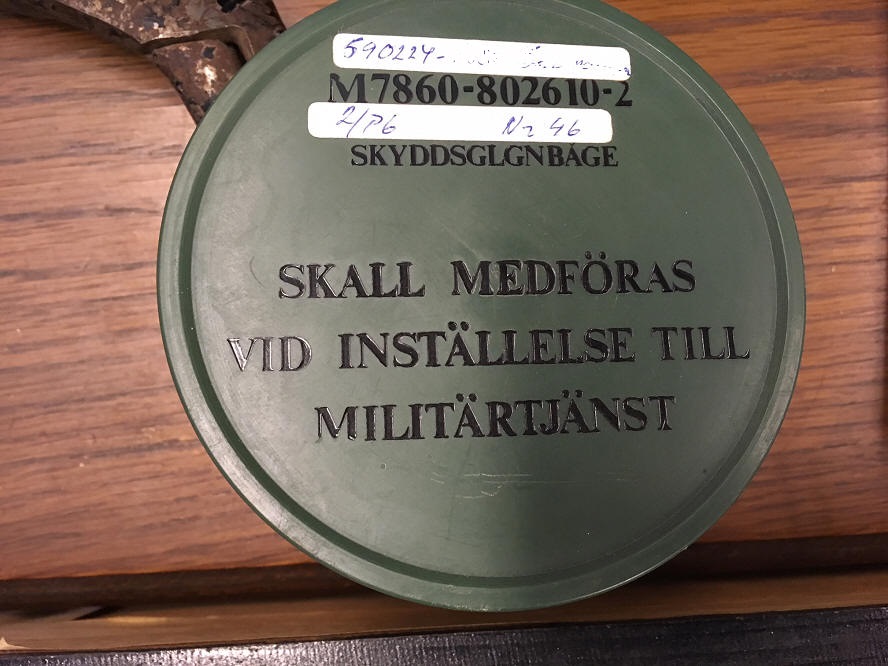 590224-
M7860-802610-2
2/P6 Nr 46
SKYDDSGLGNBÅGE
SKALL MEDFÖRAS
VID INSTÄLLELSE TILL
MILITÄRTJÄNST